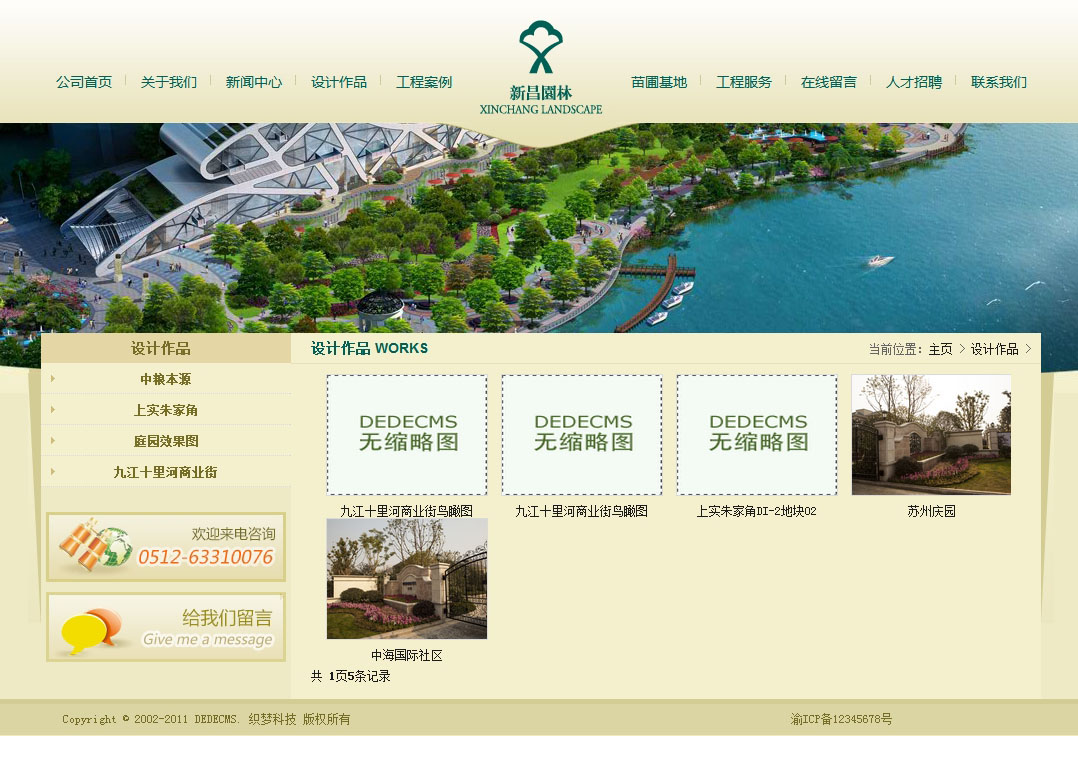 公司首页 关于我们 新闻中心 设计作品 工程案例 苗圃基地 工程服务 在线留言 人才招聘 联系我们
新昌園林
XINCHANG LANDSCAPE
设计作品
中粮本源
上实朱家角
庭园效果图
九江十里河商业街
欢迎来电咨询
0512-63310076
给我们留言
Give me a message
设计作品 WORKS
当前位置: 主页 > 设计作品 >
DEDECMS
无缩略图
DEDECMS
无缩略图
DEDECMS
无缩略图
九江十里河商业街鸟瞰图 九江十里河商业街鸟瞰图 上实朱家角DI-2地块02 苏州庆园
中海国际社区
共 1页5条记录
Copyright © 2002-2011 DEDECMS. 织梦科技 版权所有 渝ICP备12345678号